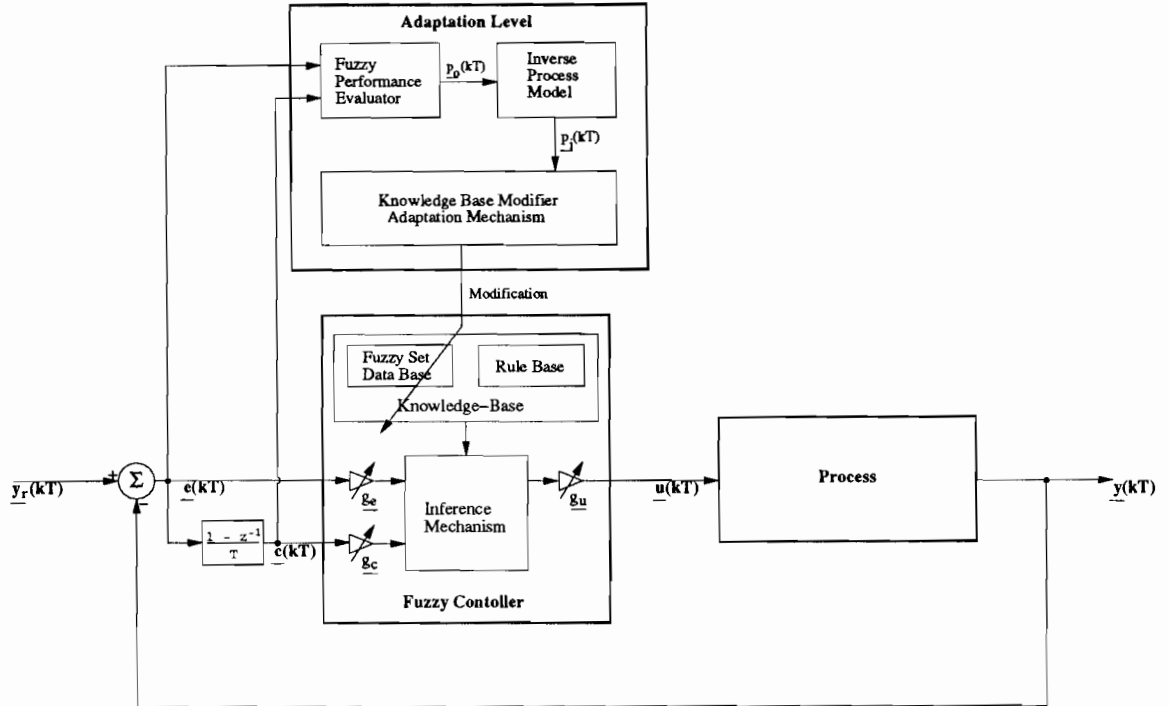 Adaptation Level
Fuzzy
Performance
Evaluator
p_o(kT)
Inverse
Process
Model
p_i(kT)
Knowledge Base Modifier
Adaptation Mechanism
Modification
Fuzzy Set
Data Base
Rule Base
Knowledge-Base
y_r(kT)
+
Σ
-
e(kT)
1 - z^-1
T
c(kT)
g_e
g_c
Inference
Mechanism
g_u
u(kT)
Process
y(kT)
Fuzzy Contoller